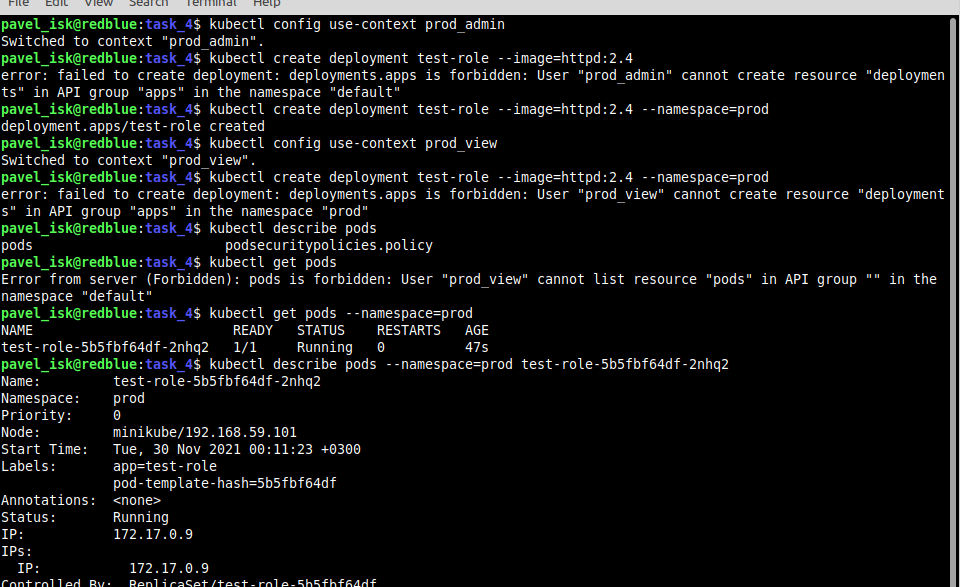 File Edit View Search Terminal Help
pavel_isk@redblue:task_4$ kubectl config use-context prod_admin
Switched to context "prod_admin".
pavel_isk@redblue:task_4$ kubectl create deployment test-role --image=httpd:2.4
error: failed to create deployment: deployments.apps is forbidden: User "prod_admin" cannot create resource "deploymen
ts" in API group "apps" in the namespace "default"
pavel_isk@redblue:task_4$ kubectl create deployment test-role --image=httpd:2.4 --namespace=prod
deployment.apps/test-role created
pavel_isk@redblue:task_4$ kubectl config use-context prod_view
Switched to context "prod_view".
pavel_isk@redblue:task_4$ kubectl create deployment test-role --image=httpd:2.4 --namespace=prod
error: failed to create deployment: deployments.apps is forbidden: User "prod_view" cannot create resource "deployment
s" in API group "apps" in the namespace "prod"
pavel_isk@redblue:task_4$ kubectl describe pods
pods                        podsecuritypolicies.policy
pavel_isk@redblue:task_4$ kubectl get pods
Error from server (Forbidden): pods is forbidden: User "prod_view" cannot list resource "pods" in API group "" in the
namespace "default"
pavel_isk@redblue:task_4$ kubectl get pods --namespace=prod
NAME                         READY   STATUS    RESTARTS   AGE
test-role-5b5fbf64df-2nhq2   1/1     Running   0          47s
pavel_isk@redblue:task_4$ kubectl describe pods --namespace=prod test-role-5b5fbf64df-2nhq2
Name:         test-role-5b5fbf64df-2nhq2
Namespace:    prod
Priority:     0
Node:         minikube/192.168.59.101
Start Time:   Tue, 30 Nov 2021 00:11:23 +0300
Labels:       app=test-role
              pod-template-hash=5b5fbf64df
Annotations:  <none>
Status:       Running
IP:           172.17.0.9
IPs:
  IP:           172.17.0.9
Controlled By:  ReplicaSet/test-role-5b5fbf64df